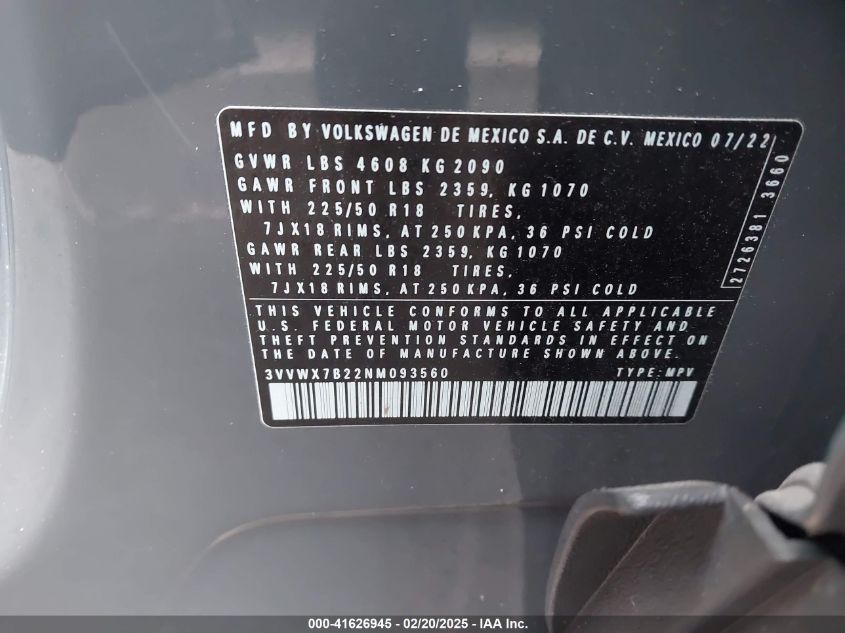 MFD BY VOLKSWAGEN DE MEXICO S.A. DE C.V. MEXICO 07/22
GVWR LBS 4608 KG 2090
GAWR FRONT LBS 2359, KG 1070
WITH 225/50 R18 TIRES,
7JX18 RIMS, AT 250 KPA, 36 PSI COLD
GAWR REAR LBS 2359, KG 1070
WITH 225/50 R18 TIRES,
7JX18 RIMS, AT 250 KPA, 36 PSI COLD
2726381 3660
THIS VEHICLE CONFORMS TO ALL APPLICABLE
U.S. FEDERAL MOTOR VEHICLE SAFETY AND
THEFT PREVENTION STANDARDS IN EFFECT ON
THE DATE OF MANUFACTURE SHOWN ABOVE.
3VVWX7B22NM093560 TYPE: MPV
000-41626945 - 02/20/2025 - IAA Inc.